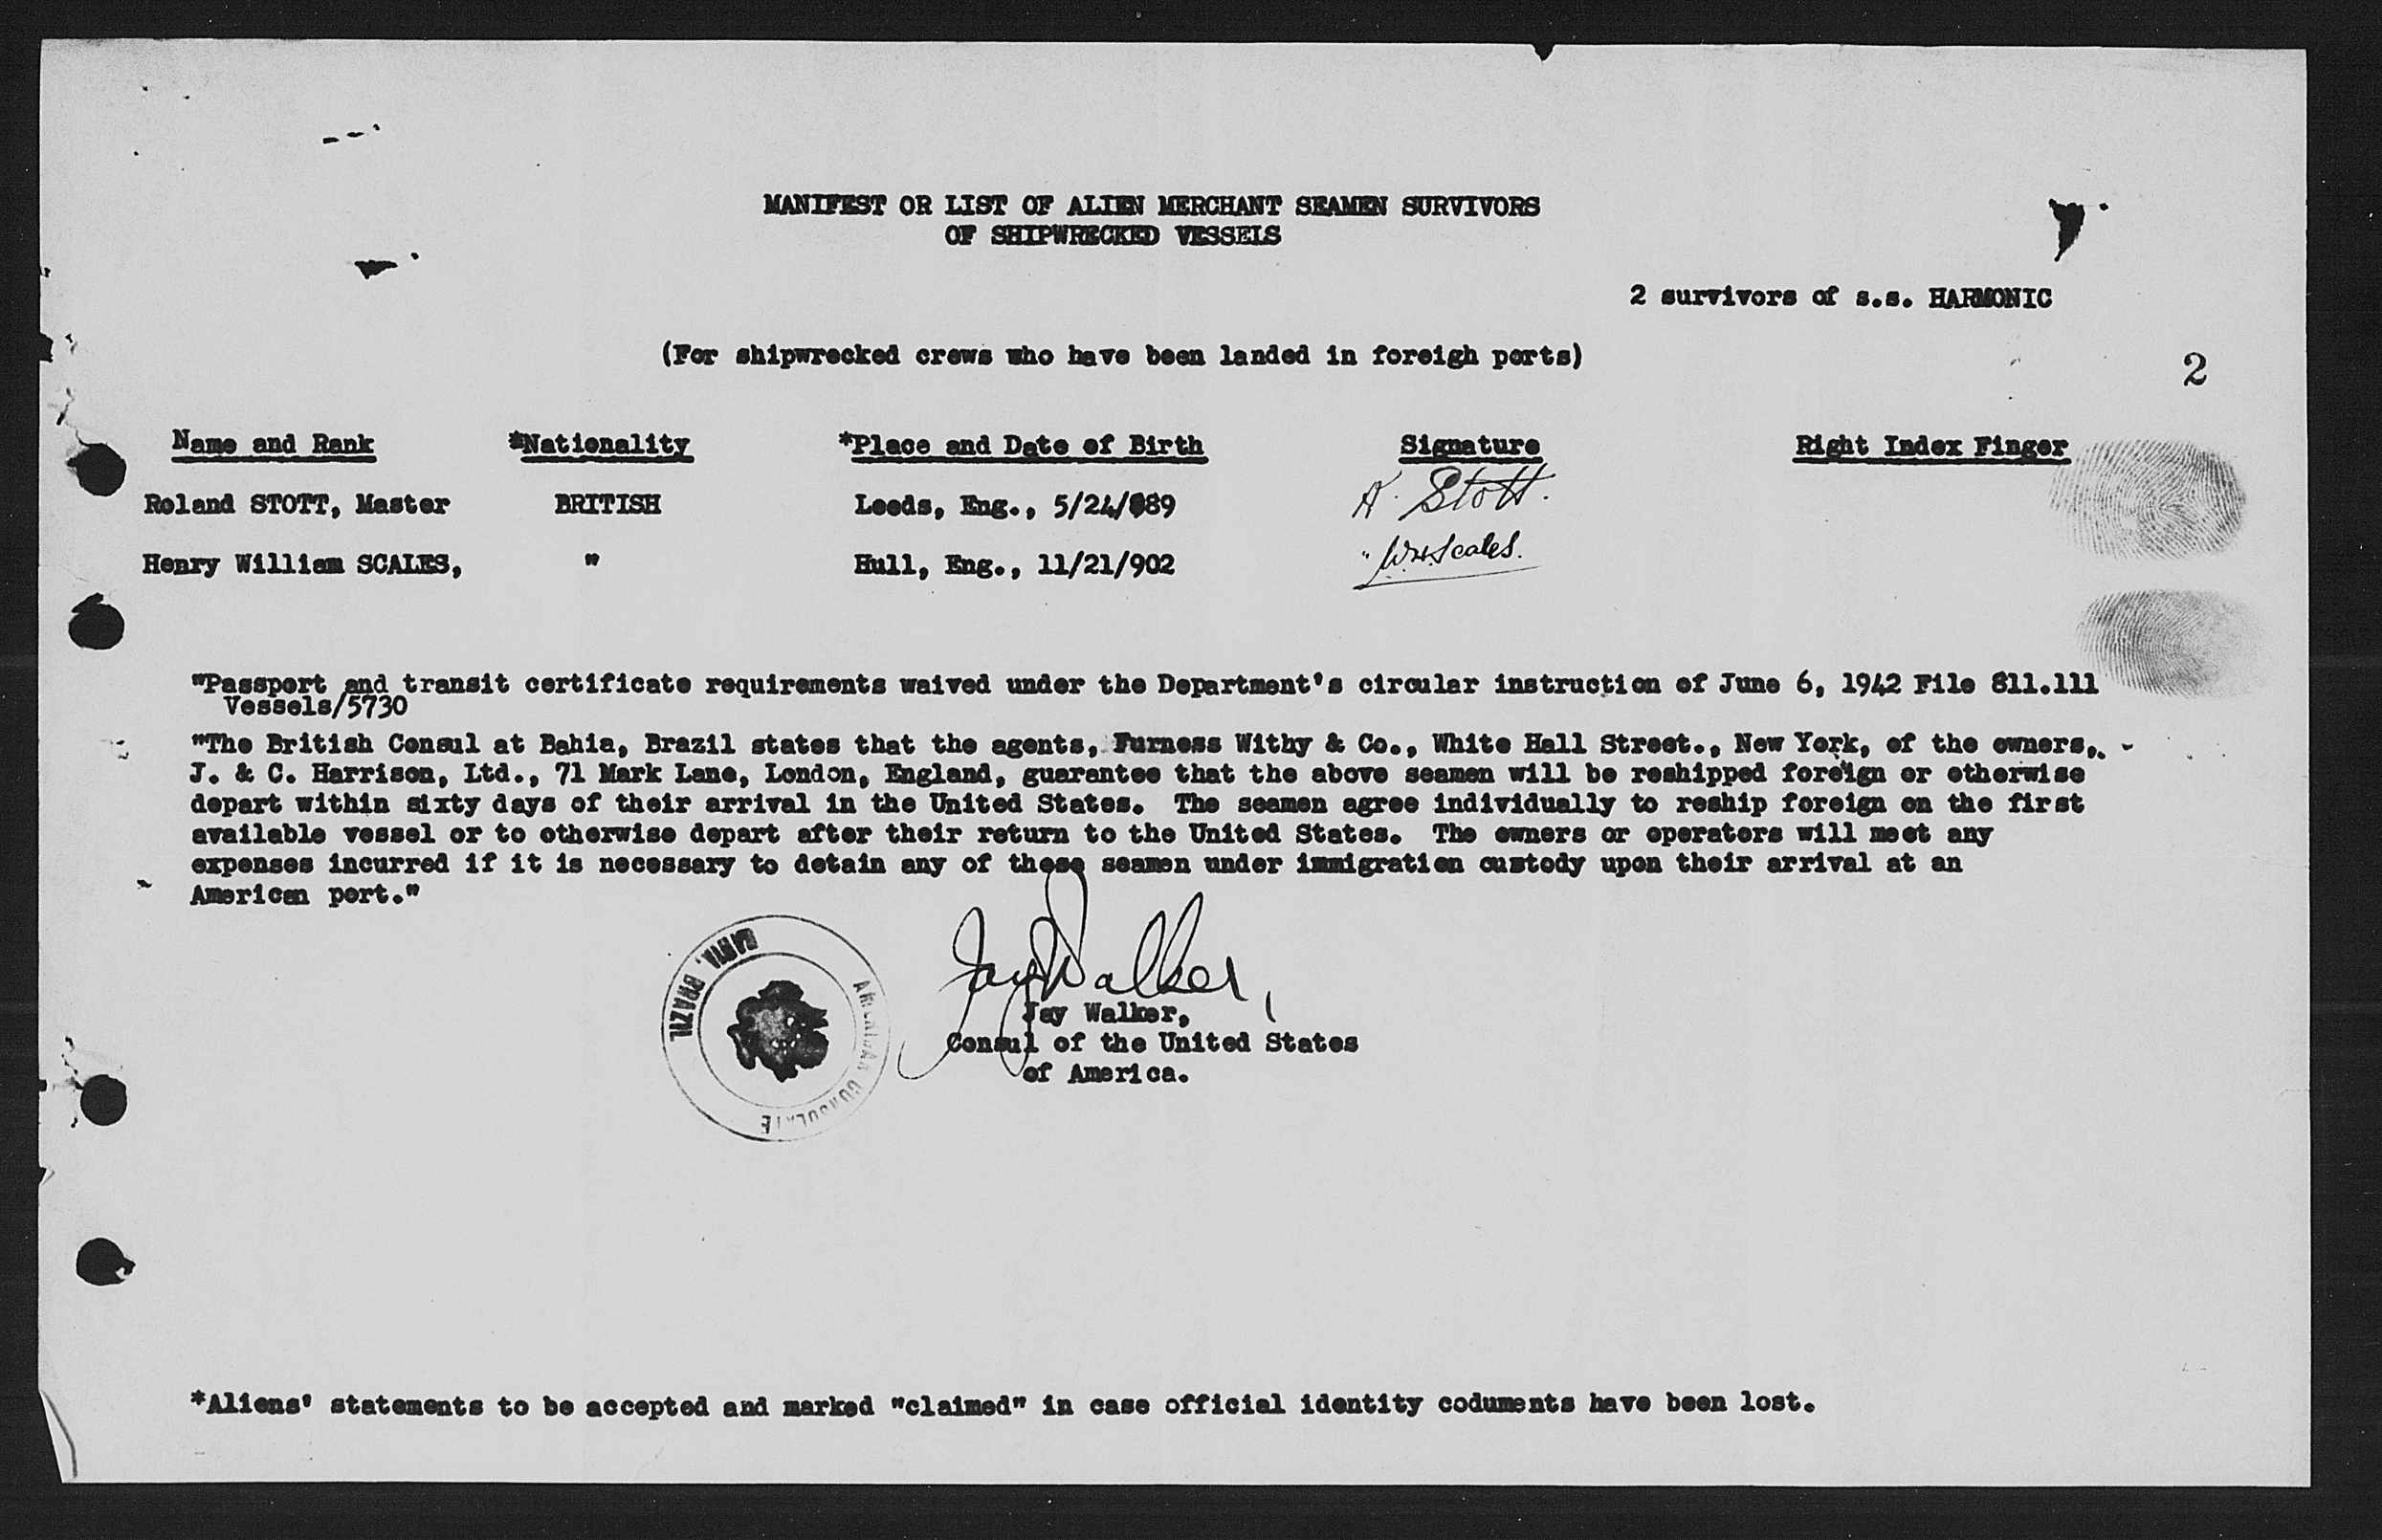 MANIFEST OR LIST OF ALIEN MERCHANT SEAMEN SURVIVORS
OF SHIPWRECKED VESSELS
2 survivors of s.s. HARMONIC
(For shipwrecked crews who have been landed in foreigh ports)
2
Name and Rank *Nationality *Place and Date of Birth Signature Right Index Finger
Roland STOTT, Master BRITISH Leeds, Eng., 5/24/889 R. Stott.
Henry William SCALES, " Hull, Eng., 11/21/902 " W.H. Scales.
"Passport and transit certificate requirements waived under the Department's circular instruction of June 6, 1942 File 811.111
Vessels/5730
"The British Consul at Bahia, Brazil states that the agents, Furness Withy & Co., White Hall Street., New York, of the owners,
J. & C. Harrison, Ltd., 71 Mark Lane, London, England, guarantee that the above seamen will be reshipped foreign or otherwise
depart within sixty days of their arrival in the United States. The seamen agree individually to reship foreign on the first
available vessel or to otherwise depart after their return to the United States. The owners or operators will meet any
expenses incurred if it is necessary to detain any of these seamen under immigration custody upon their arrival at an
American port."
Jay Walker,
Jay Walker,
Consul of the United States
of America.
AMERICAN CONSULATE
BAHIA, BRAZIL
*Aliens' statements to be accepted and marked "claimed" in case official identity coduments have been lost.